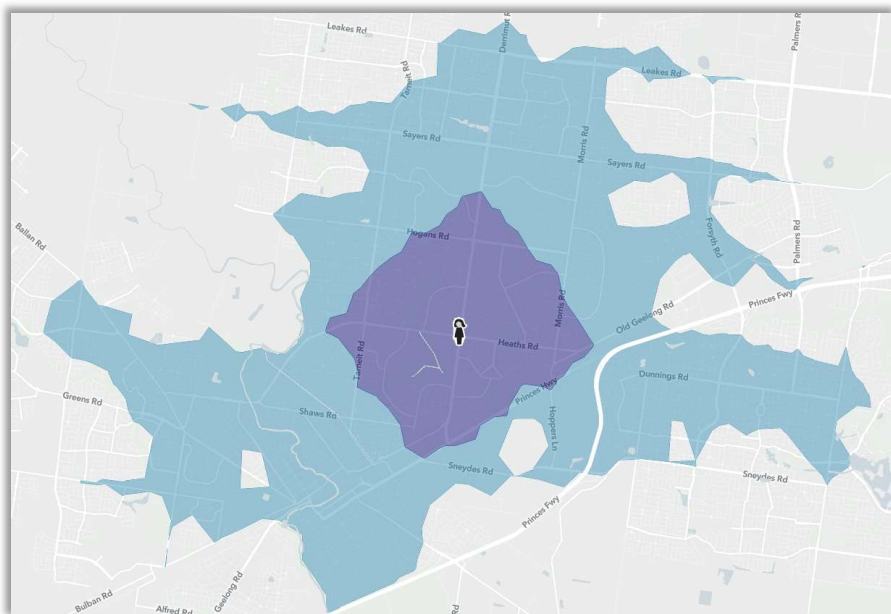 Leakes Rd
Derrimut R
Palmers R
Tarneit Rd
Leakes Rd
Sayers Rd
Morris Rd
Sayers Rd
Ballan Rd
Hogans Rd
Forsyth Rd
Palmers Rd
Princes Fwy
Old Geelong Rd
Morris Rd
Heaths Rd
Tarneit Rd
Dunnings Rd
Princes Hwy
Greens Rd
Shaws Rd
Hoppers Ln
Sneydes Rd
Sneydes Rd
Princes Fwy
Geelong Rd
Bulban Rd
Alfred Rd
Rd